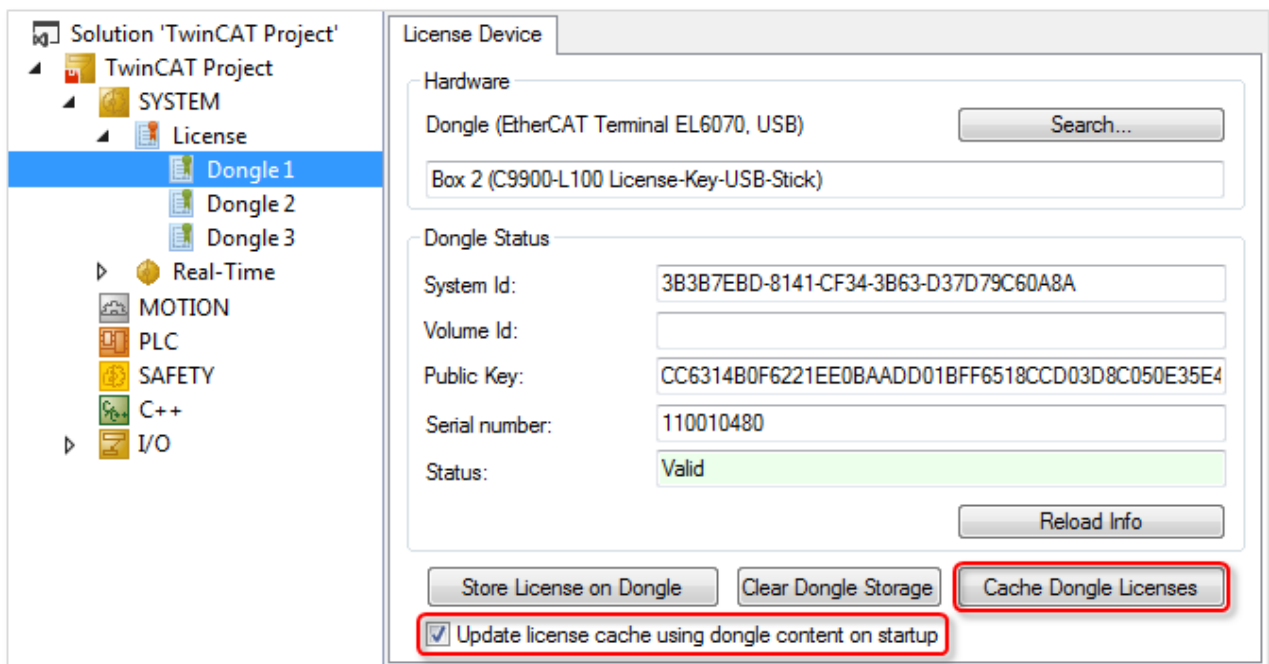 Solution 'TwinCAT Project'
TwinCAT Project
SYSTEM
License
Dongle 1
Dongle 2
Dongle 3
Real-Time
MOTION
PLC
SAFETY
C++
I/O
License Device
Hardware
Dongle (EtherCAT Terminal EL6070, USB)
Search...
Box 2 (C9900-L100 License-Key-USB-Stick)
Dongle Status
System Id: 3B3B7EBD-8141-CF34-3B63-D37D79C60A8A
Volume Id:
Public Key: CC6314B0F6221EE0BAADD01BFF6518CCD03D8C050E35E4
Serial number: 110010480
Status: Valid
Reload Info
Store License on Dongle Clear Dongle Storage Cache Dongle Licenses
Update license cache using dongle content on startup